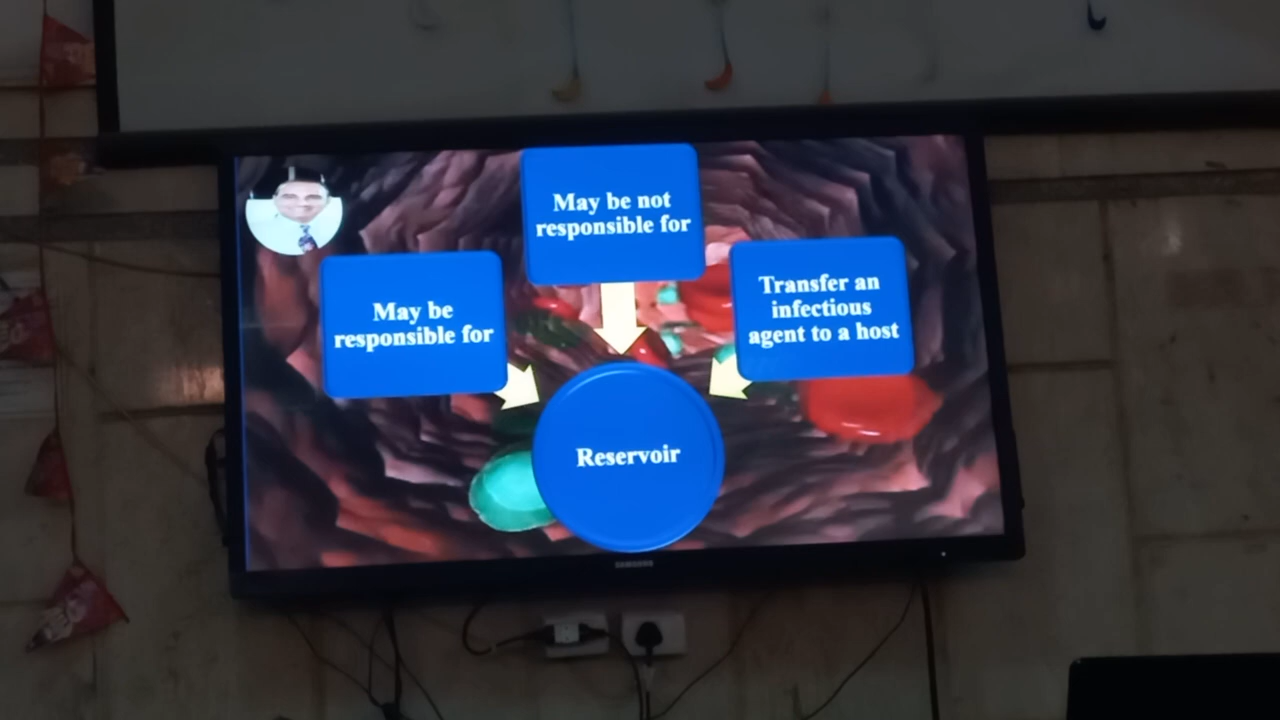 May be not
responsible for
May be
responsible for
Transfer an
infectious
agent to a host
Reservoir
SAMSUNG